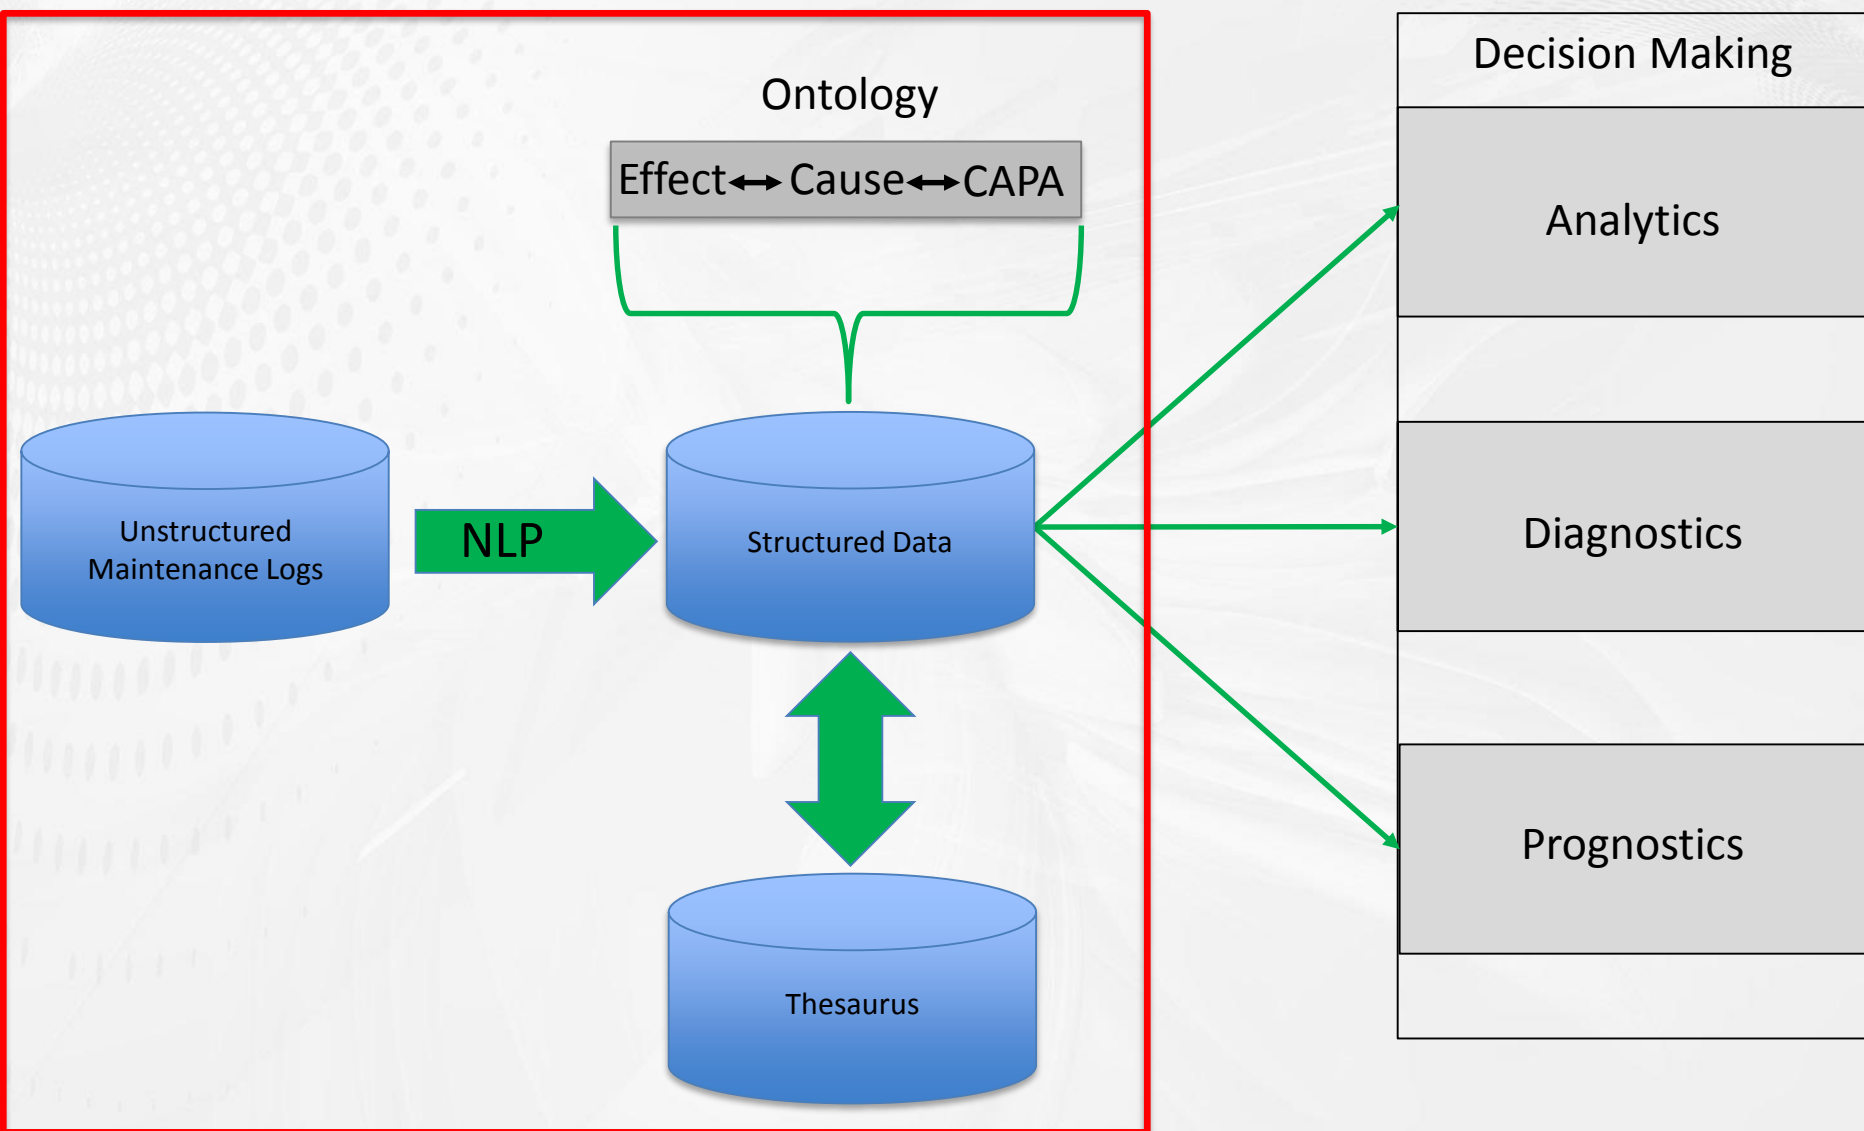 Ontology
Effect Cause CAPA
Unstructured
Maintenance Logs
NLP
Structured Data
Thesaurus
Decision Making
Analytics
Diagnostics
Prognostics